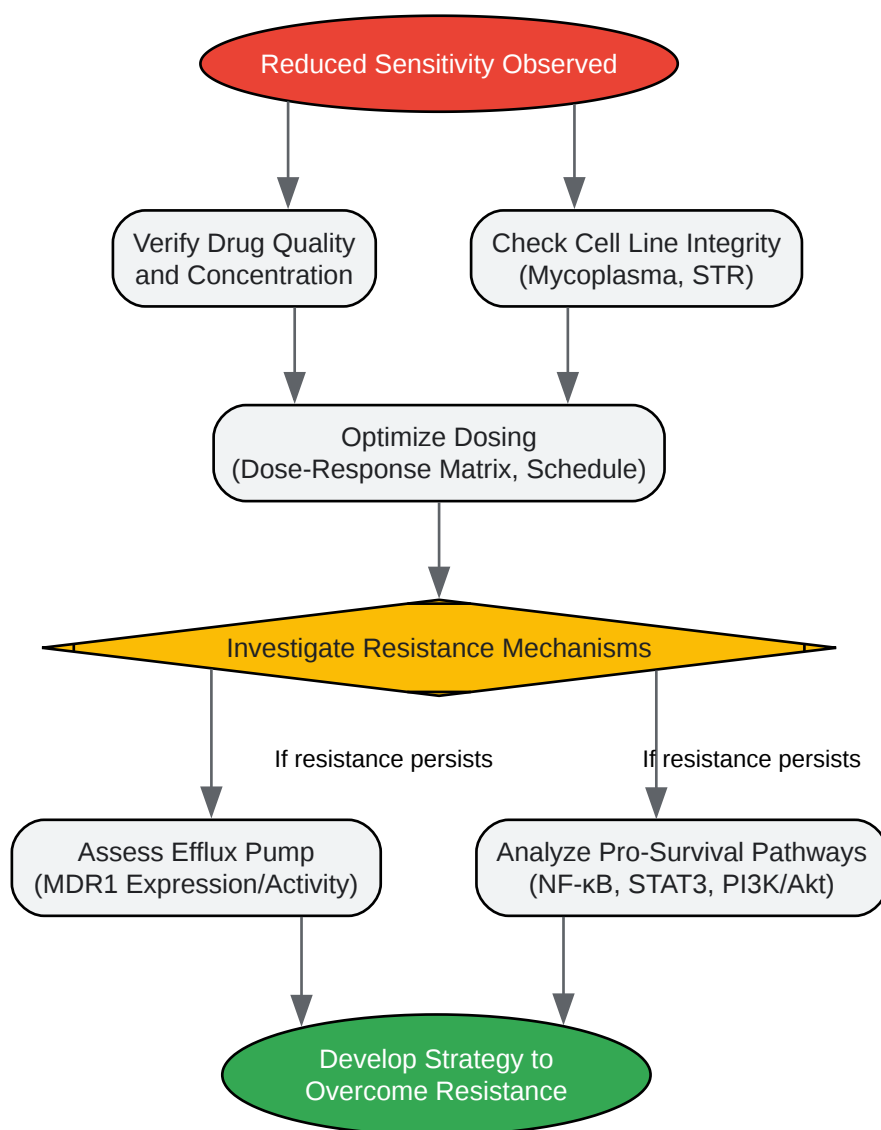 Reduced Sensitivity Observed
Verify Drug Quality
and Concentration
Check Cell Line Integrity
(Mycoplasma, STR)
Optimize Dosing
(Dose-Response Matrix, Schedule)
Investigate Resistance Mechanisms
If resistance persists
If resistance persists
Assess Efflux Pump
(MDR1 Expression/Activity)
Analyze Pro-Survival Pathways
(NF-κB, STAT3, PI3K/Akt)
Develop Strategy to
Overcome Resistance